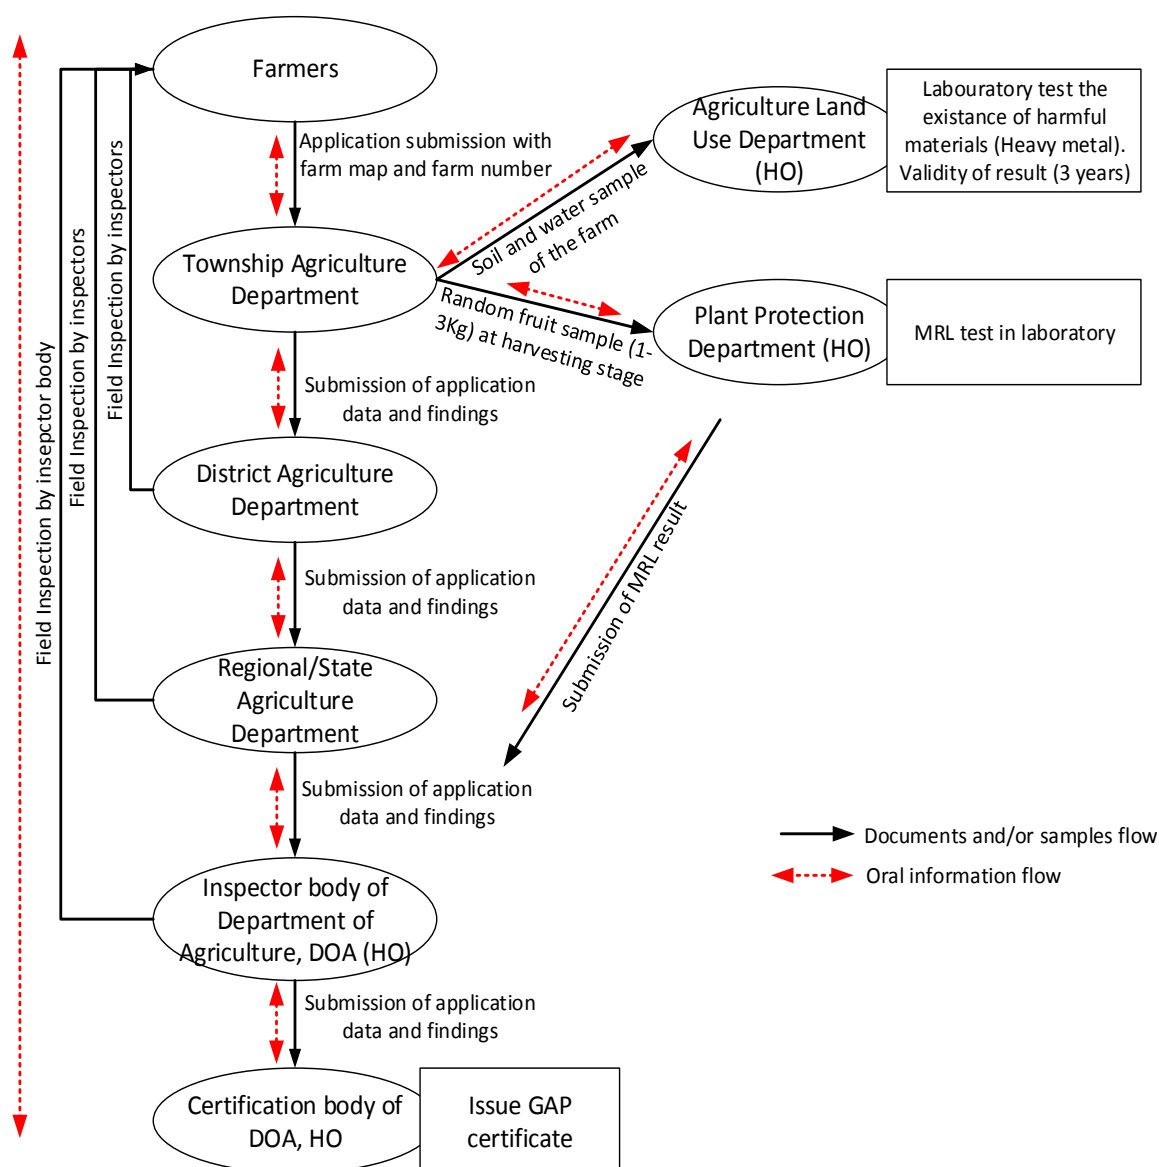 Farmers
Application submission with
farm map and farm number
Agriculture Land
Use Department
(HO)
Labouratory test the
existance of harmful
materials (Heavy metal).
Validity of result (3 years)
Soil and water sample
of the farm
Township Agriculture
Department
Random fruit sample (1-
3Kg) at harvesting stage
Plant Protection
Department (HO)
MRL test in laboratory
Submission of application
data and findings
Field Inspection by insepctor body
Field Inspection by inspectors
Field Inspection by inspectors
District Agriculture
Department
Submission of application
data and findings
Submission of MRL result
Regional/State
Agriculture
Department
Submission of application
data and findings
Documents and/or samples flow
Oral information flow
Inspector body of
Department of
Agriculture, DOA (HO)
Submission of application
data and findings
Certification body of
DOA, HO
Issue GAP
certificate